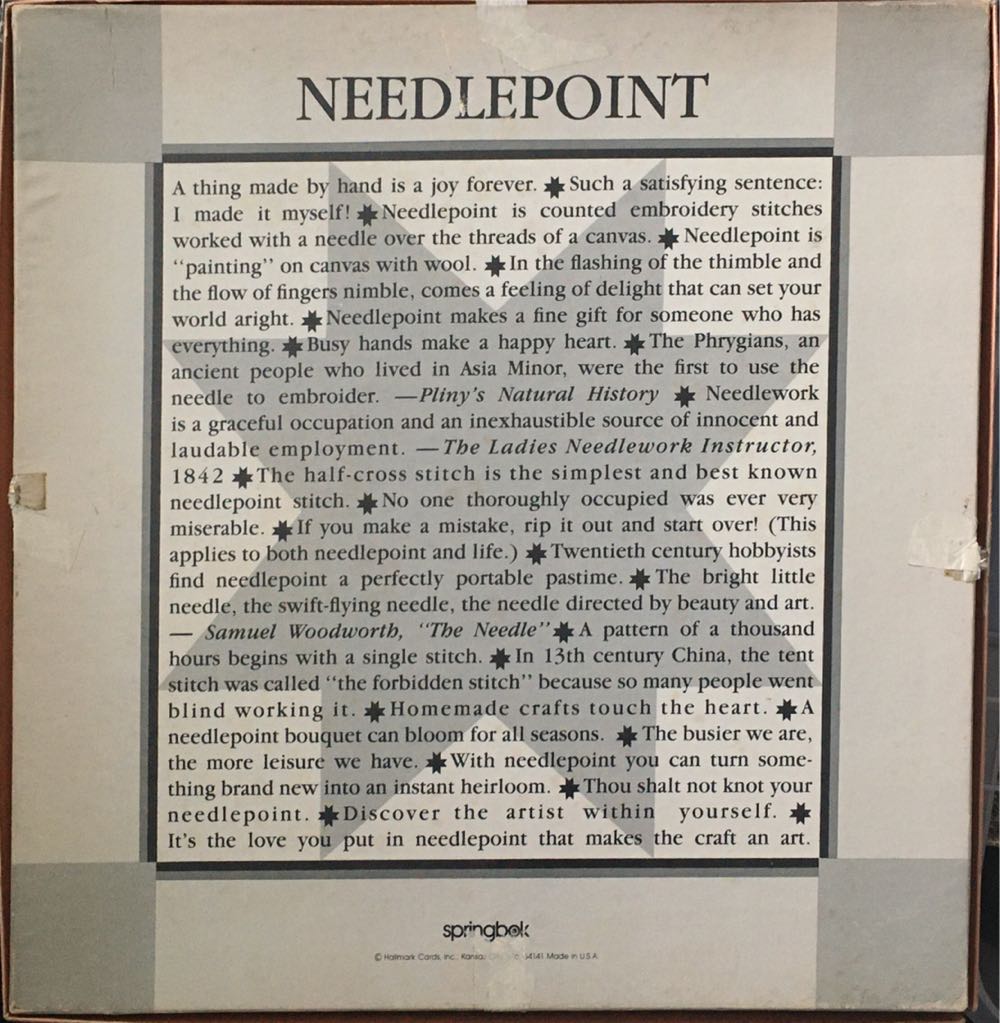 NEEDLEPOINT
A thing made by hand is a joy forever. ✷ Such a satisfying sentence:
I made it myself! ✷ Needlepoint is counted embroidery stitches
worked with a needle over the threads of a canvas. ✷ Needlepoint is
“painting” on canvas with wool. ✷ In the flashing of the thimble and
the flow of fingers nimble, comes a feeling of delight that can set your
world aright. ✷ Needlepoint makes a fine gift for someone who has
everything. ✷ Busy hands make a happy heart. ✷ The Phrygians, an
ancient people who lived in Asia Minor, were the first to use the
needle to embroider. —Pliny’s Natural History ✷ Needlework
is a graceful occupation and an inexhaustible source of innocent and
laudable employment. —The Ladies Needlework Instructor,
1842 ✷ The half-cross stitch is the simplest and best known
needlepoint stitch. ✷ No one thoroughly occupied was ever very
miserable. ✷ If you make a mistake, rip it out and start over! (This
applies to both needlepoint and life.) ✷ Twentieth century hobbyists
find needlepoint a perfectly portable pastime. ✷ The bright little
needle, the swift-flying needle, the needle directed by beauty and art.
— Samuel Woodworth, “The Needle” ✷ A pattern of a thousand
hours begins with a single stitch. ✷ In 13th century China, the tent
stitch was called “the forbidden stitch” because so many people went
blind working it. ✷ Homemade crafts touch the heart. ✷ A
needlepoint bouquet can bloom for all seasons. ✷ The busier we are,
the more leisure we have. ✷ With needlepoint you can turn some-
thing brand new into an instant heirloom. ✷ Thou shalt not knot your
needlepoint. ✷ Discover the artist within yourself. ✷
It’s the love you put in needlepoint that makes the craft an art.
springbok
© Hallmark Cards, Inc., Kansas 64141 Made in U.S.A.